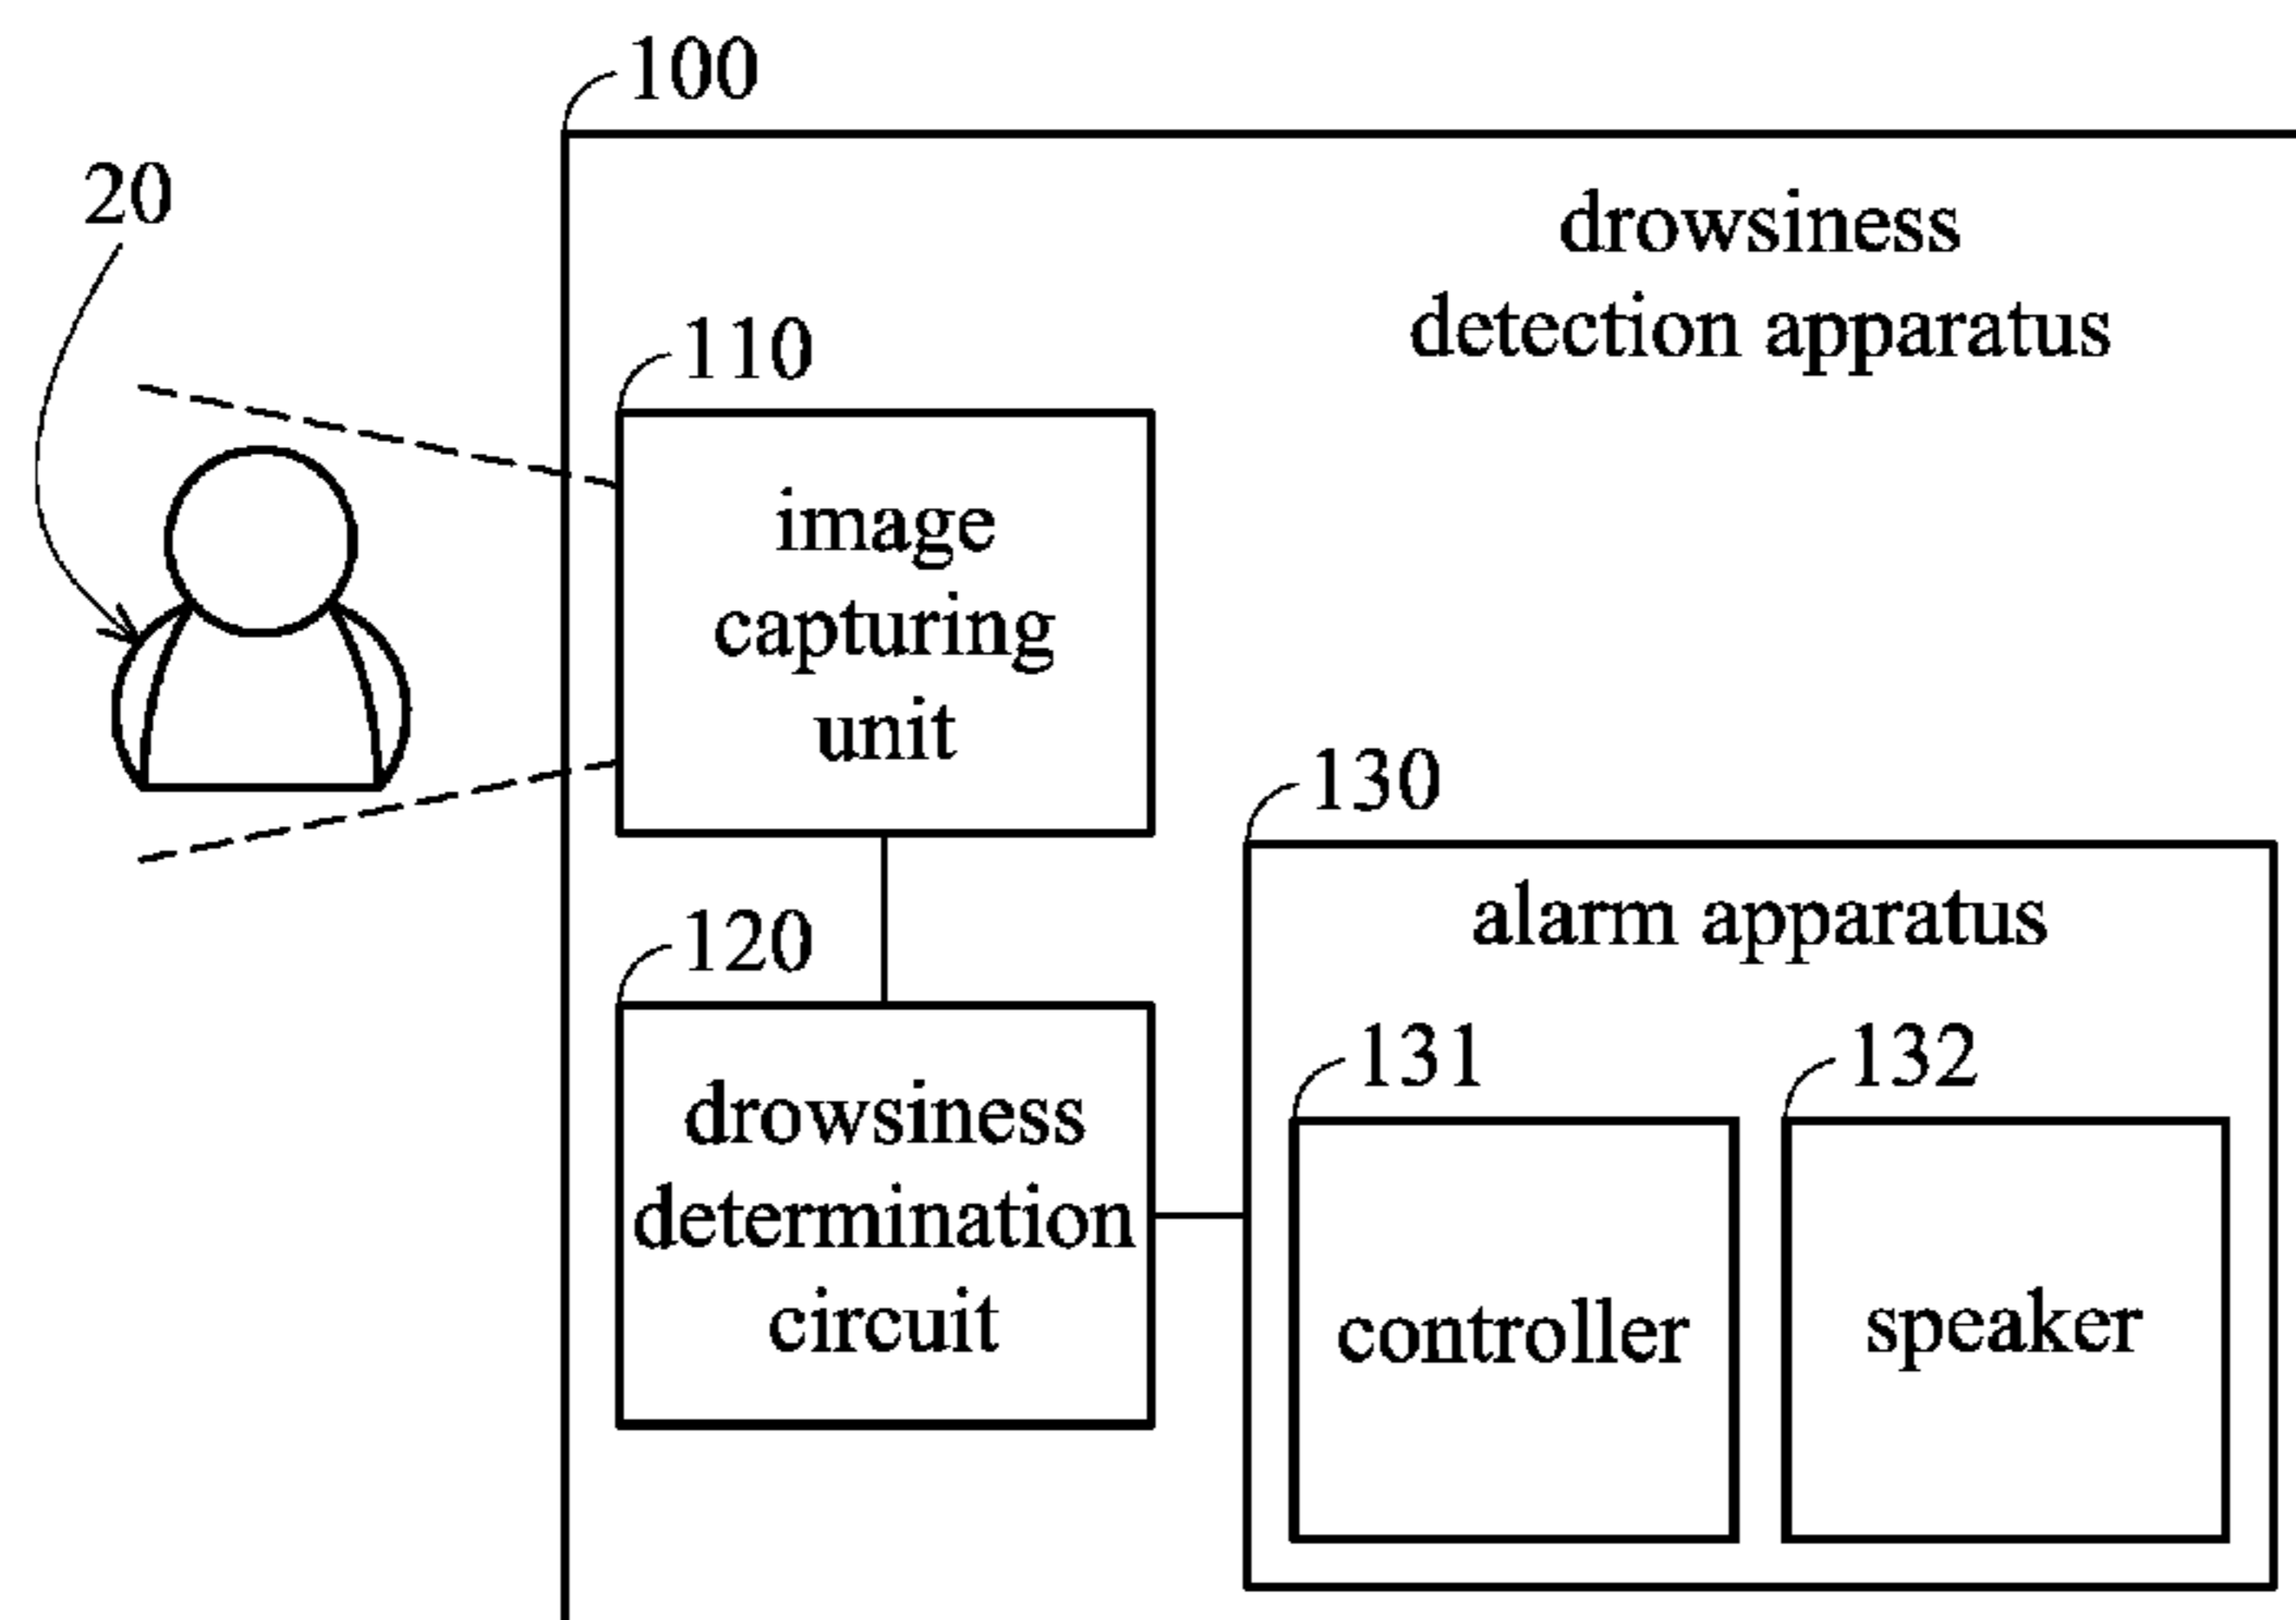 100
20
drowsiness
detection apparatus
110
image
capturing
unit
130
alarm apparatus
120
drowsiness
determination
circuit
131
controller
132
speaker